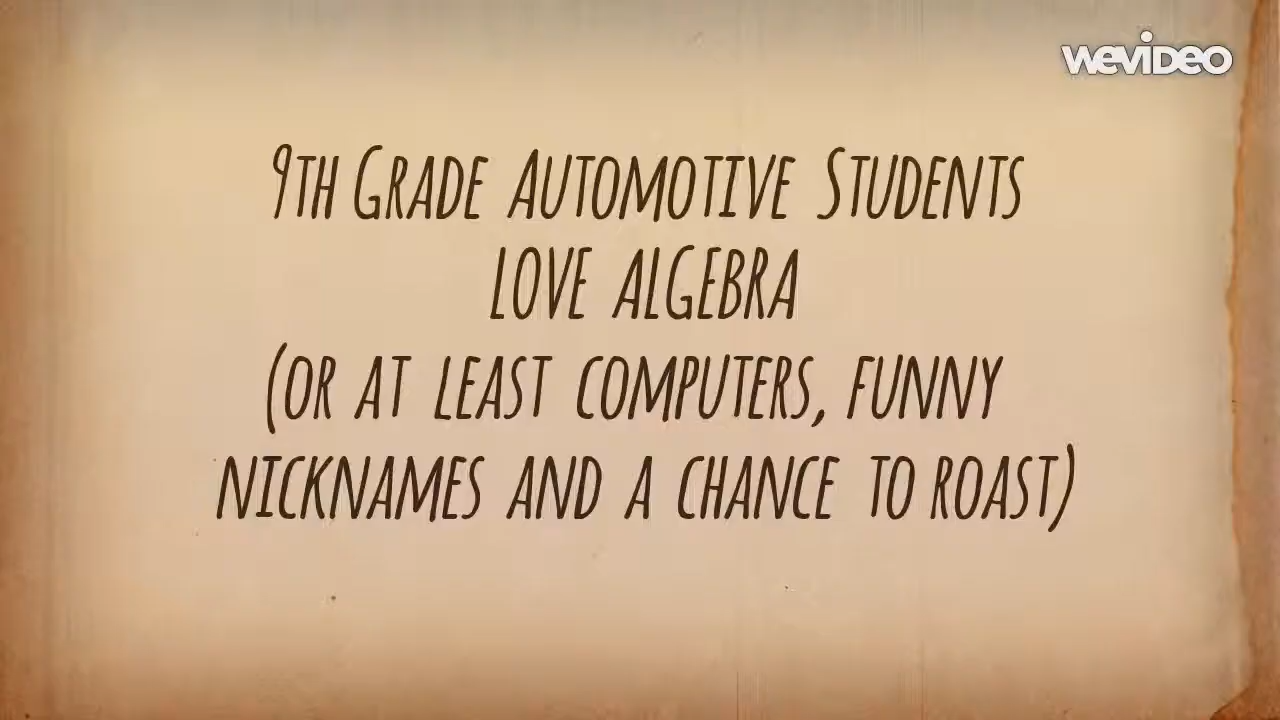 wevideo
9th Grade Automotive Students
LOVE ALGEBRA
(OR AT LEAST COMPUTERS, FUNNY
NICKNAMES AND A CHANCE TO ROAST)